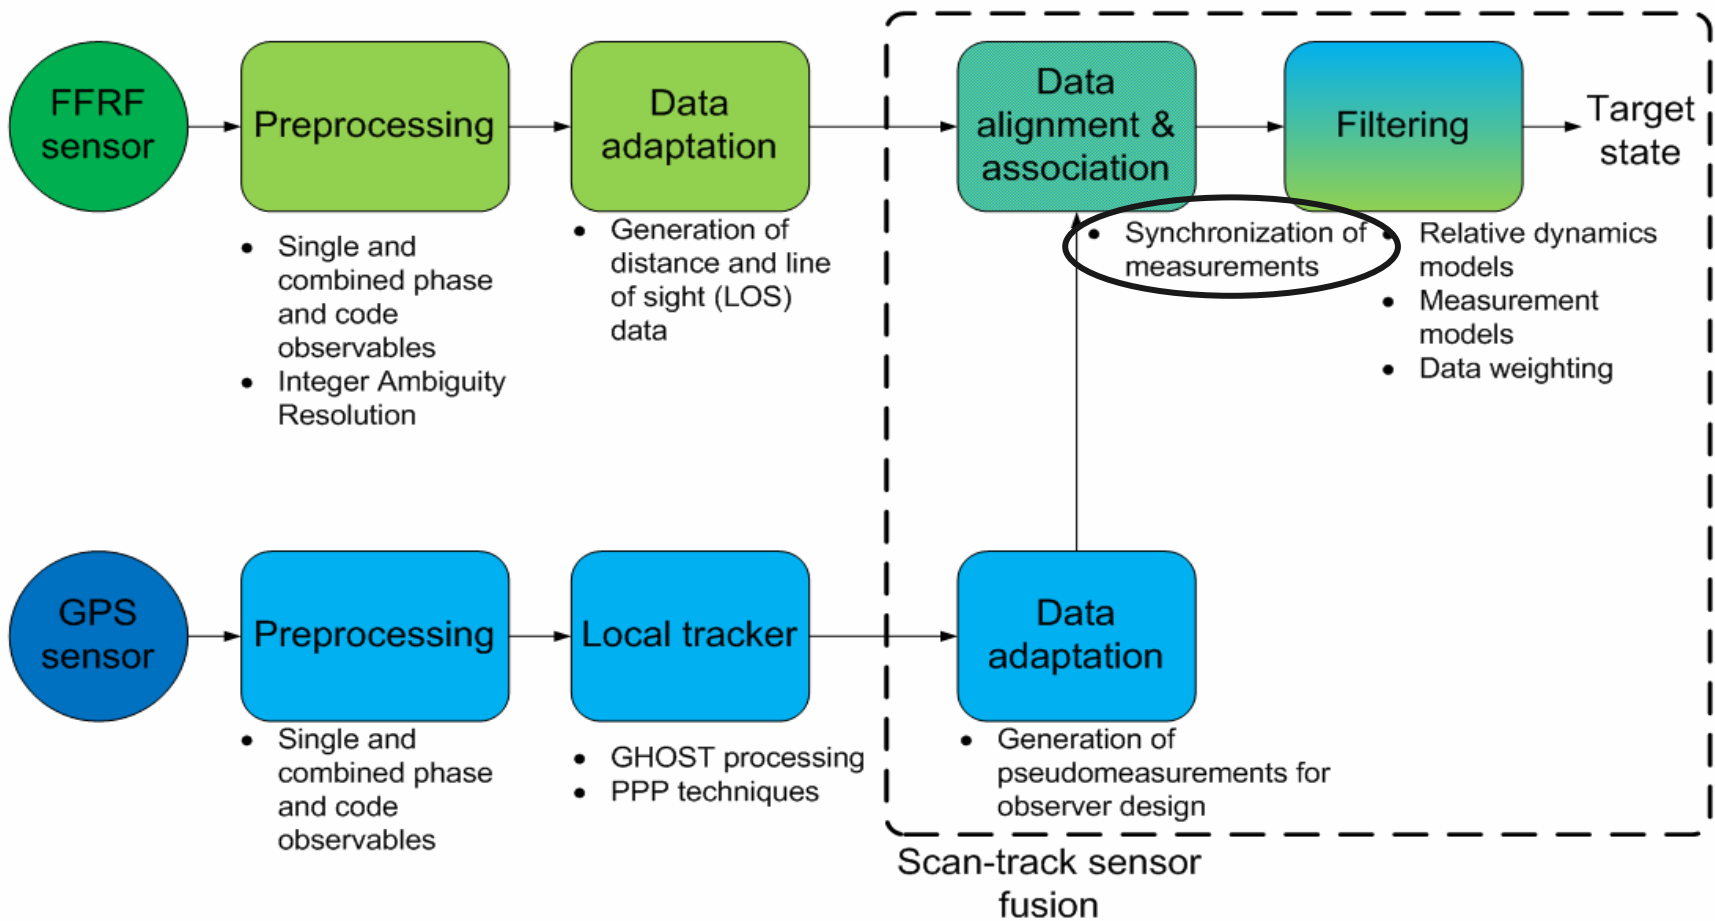 FFRF
sensor
Preprocessing
• Single and
combined phase
and code
observables
• Integer Ambiguity
Resolution
Data
adaptation
• Generation of
distance and line
of sight (LOS)
data
Data
alignment &
association
• Synchronization of
measurements
Filtering
• Relative dynamics
models
• Measurement
models
• Data weighting
Target
state
GPS
sensor
Preprocessing
• Single and
combined phase
and code
observables
Local tracker
• GHOST processing
• PPP techniques
Data
adaptation
• Generation of
pseudomeasurements for
observer design
Scan-track sensor
fusion